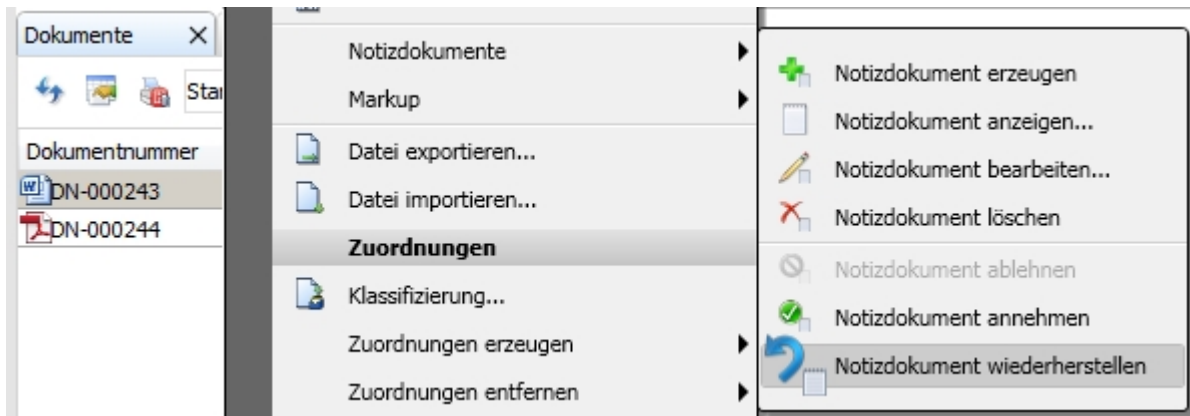 Dokumente
Star
Dokumentnummer
DN-000243
DN-000244
Notizdokumente
Markup
Datei exportieren...
Datei importieren...
Zuordnungen
Klassifizierung...
Zuordnungen erzeugen
Zuordnungen entfernen
Notizdokument erzeugen
Notizdokument anzeigen...
Notizdokument bearbeiten...
Notizdokument löschen
Notizdokument ablehnen
Notizdokument annehmen
Notizdokument wiederherstellen